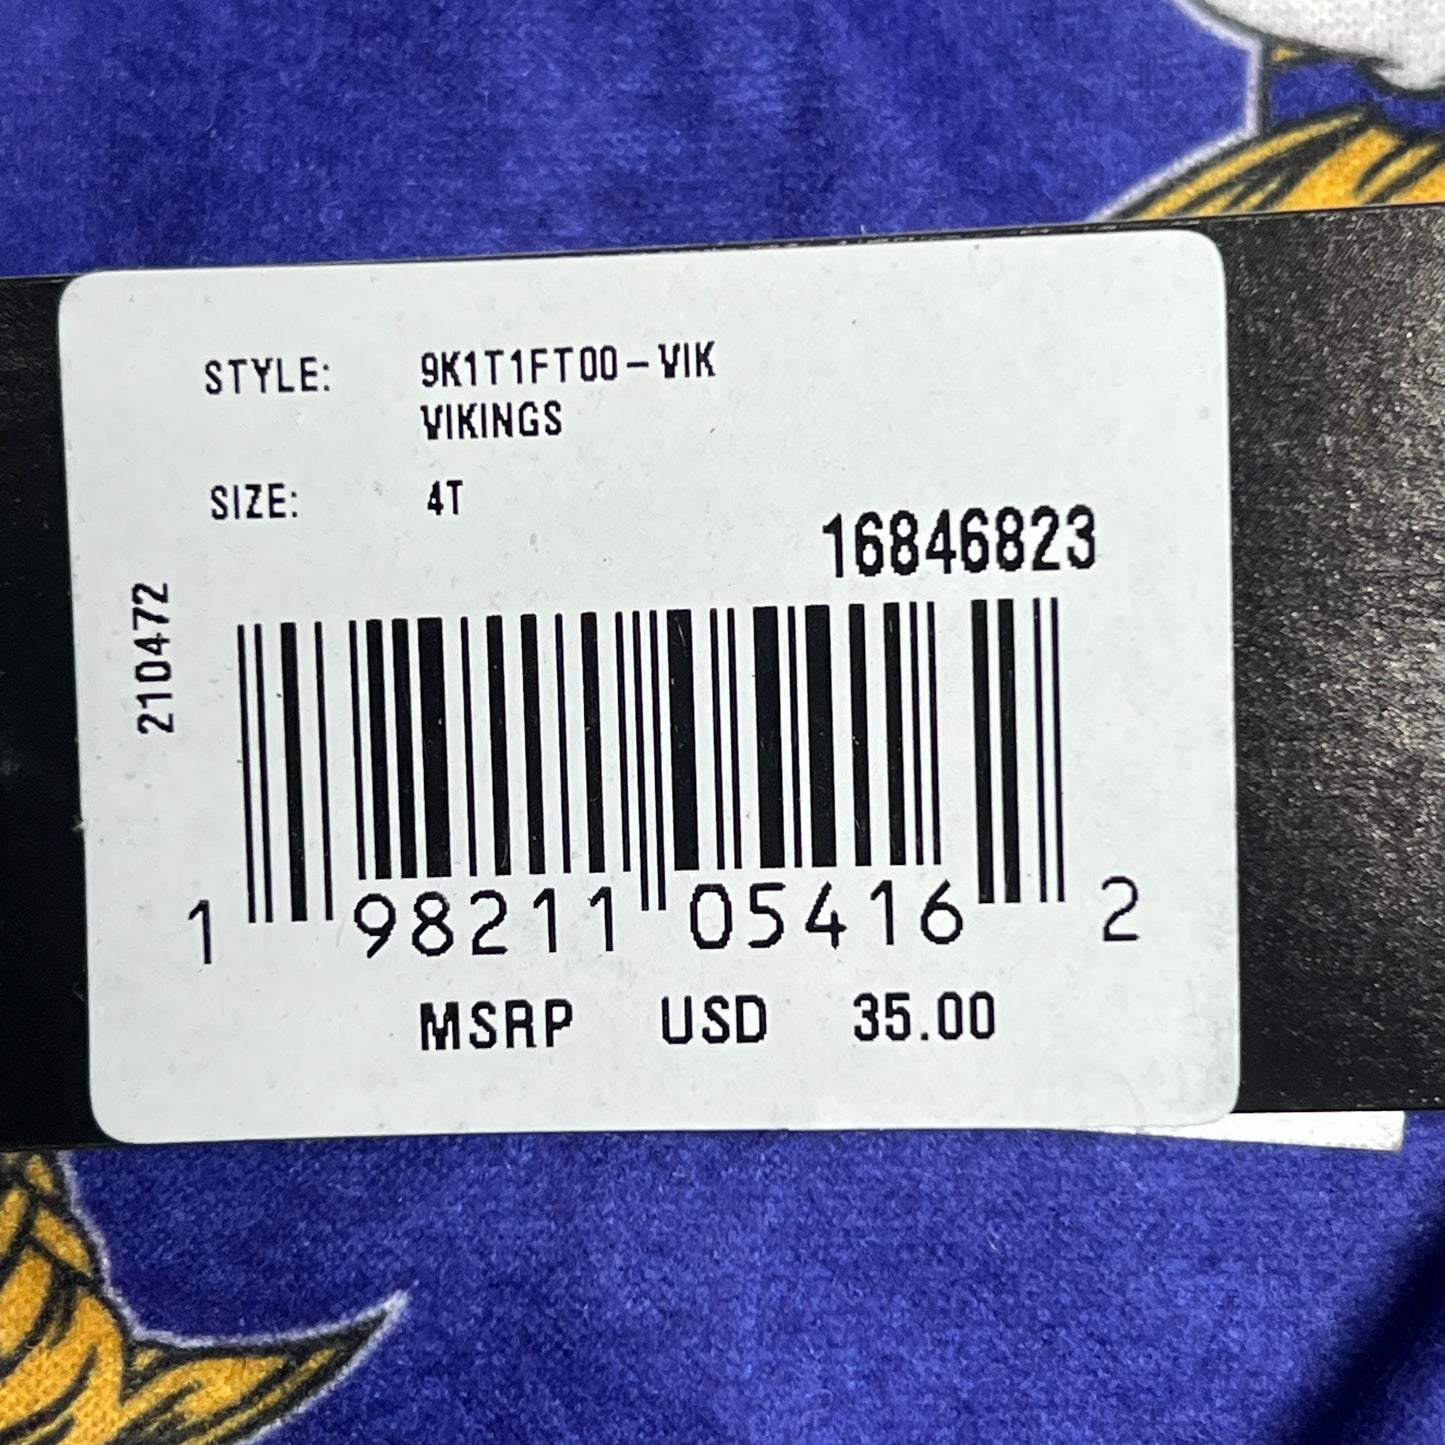 STYLE: 9K1T1FT00-VIK
VIKINGS
SIZE: 4T
16846823
210472
1 98211 05416 2
MSRP USD 35.00